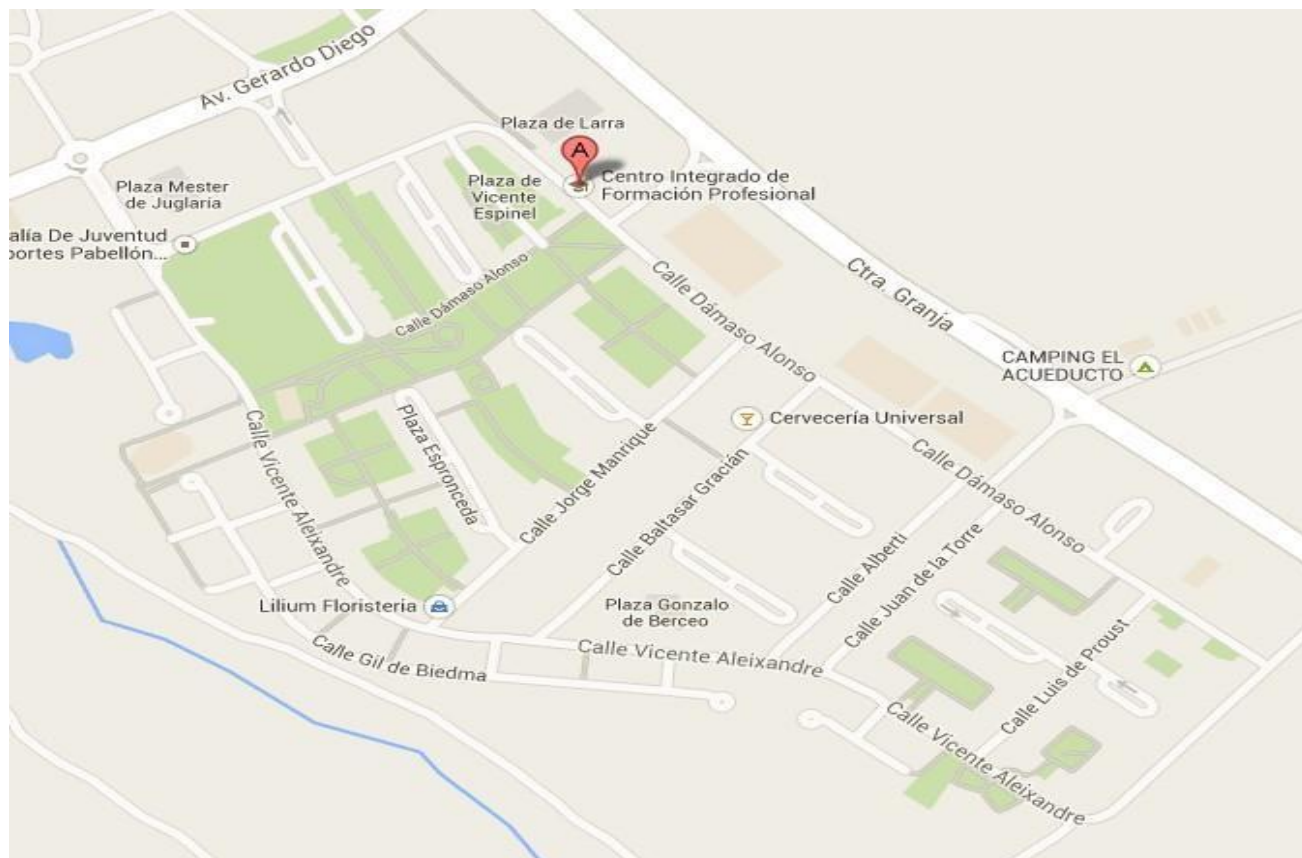 Av. Gerardo Diego
Plaza de Larra
A
Centro Integrado de
Formación Profesional
Plaza de
Vicente
Espinel
Plaza Mester
de Juglaría
alía De Juventud
portes Pabellón...
Calle Dámaso Alonso
Calle Dámaso Alonso
Ctra. Granja
CAMPING EL
ACUEDUCTO
Cervecería Universal
Calle Vicente Aleixandre
Plaza Espronceda
Calle Jorge Manrique
Calle Baltasar Gracián
Calle Dámaso Alonso
Calle Alberti
Calle Juan de la Torre
Lilium Floristeria
Plaza Gonzalo
de Berceo
Calle Gil de Biedma
Calle Vicente Aleixandre
Calle Luis de Proust
Calle Vicente Aleixandre